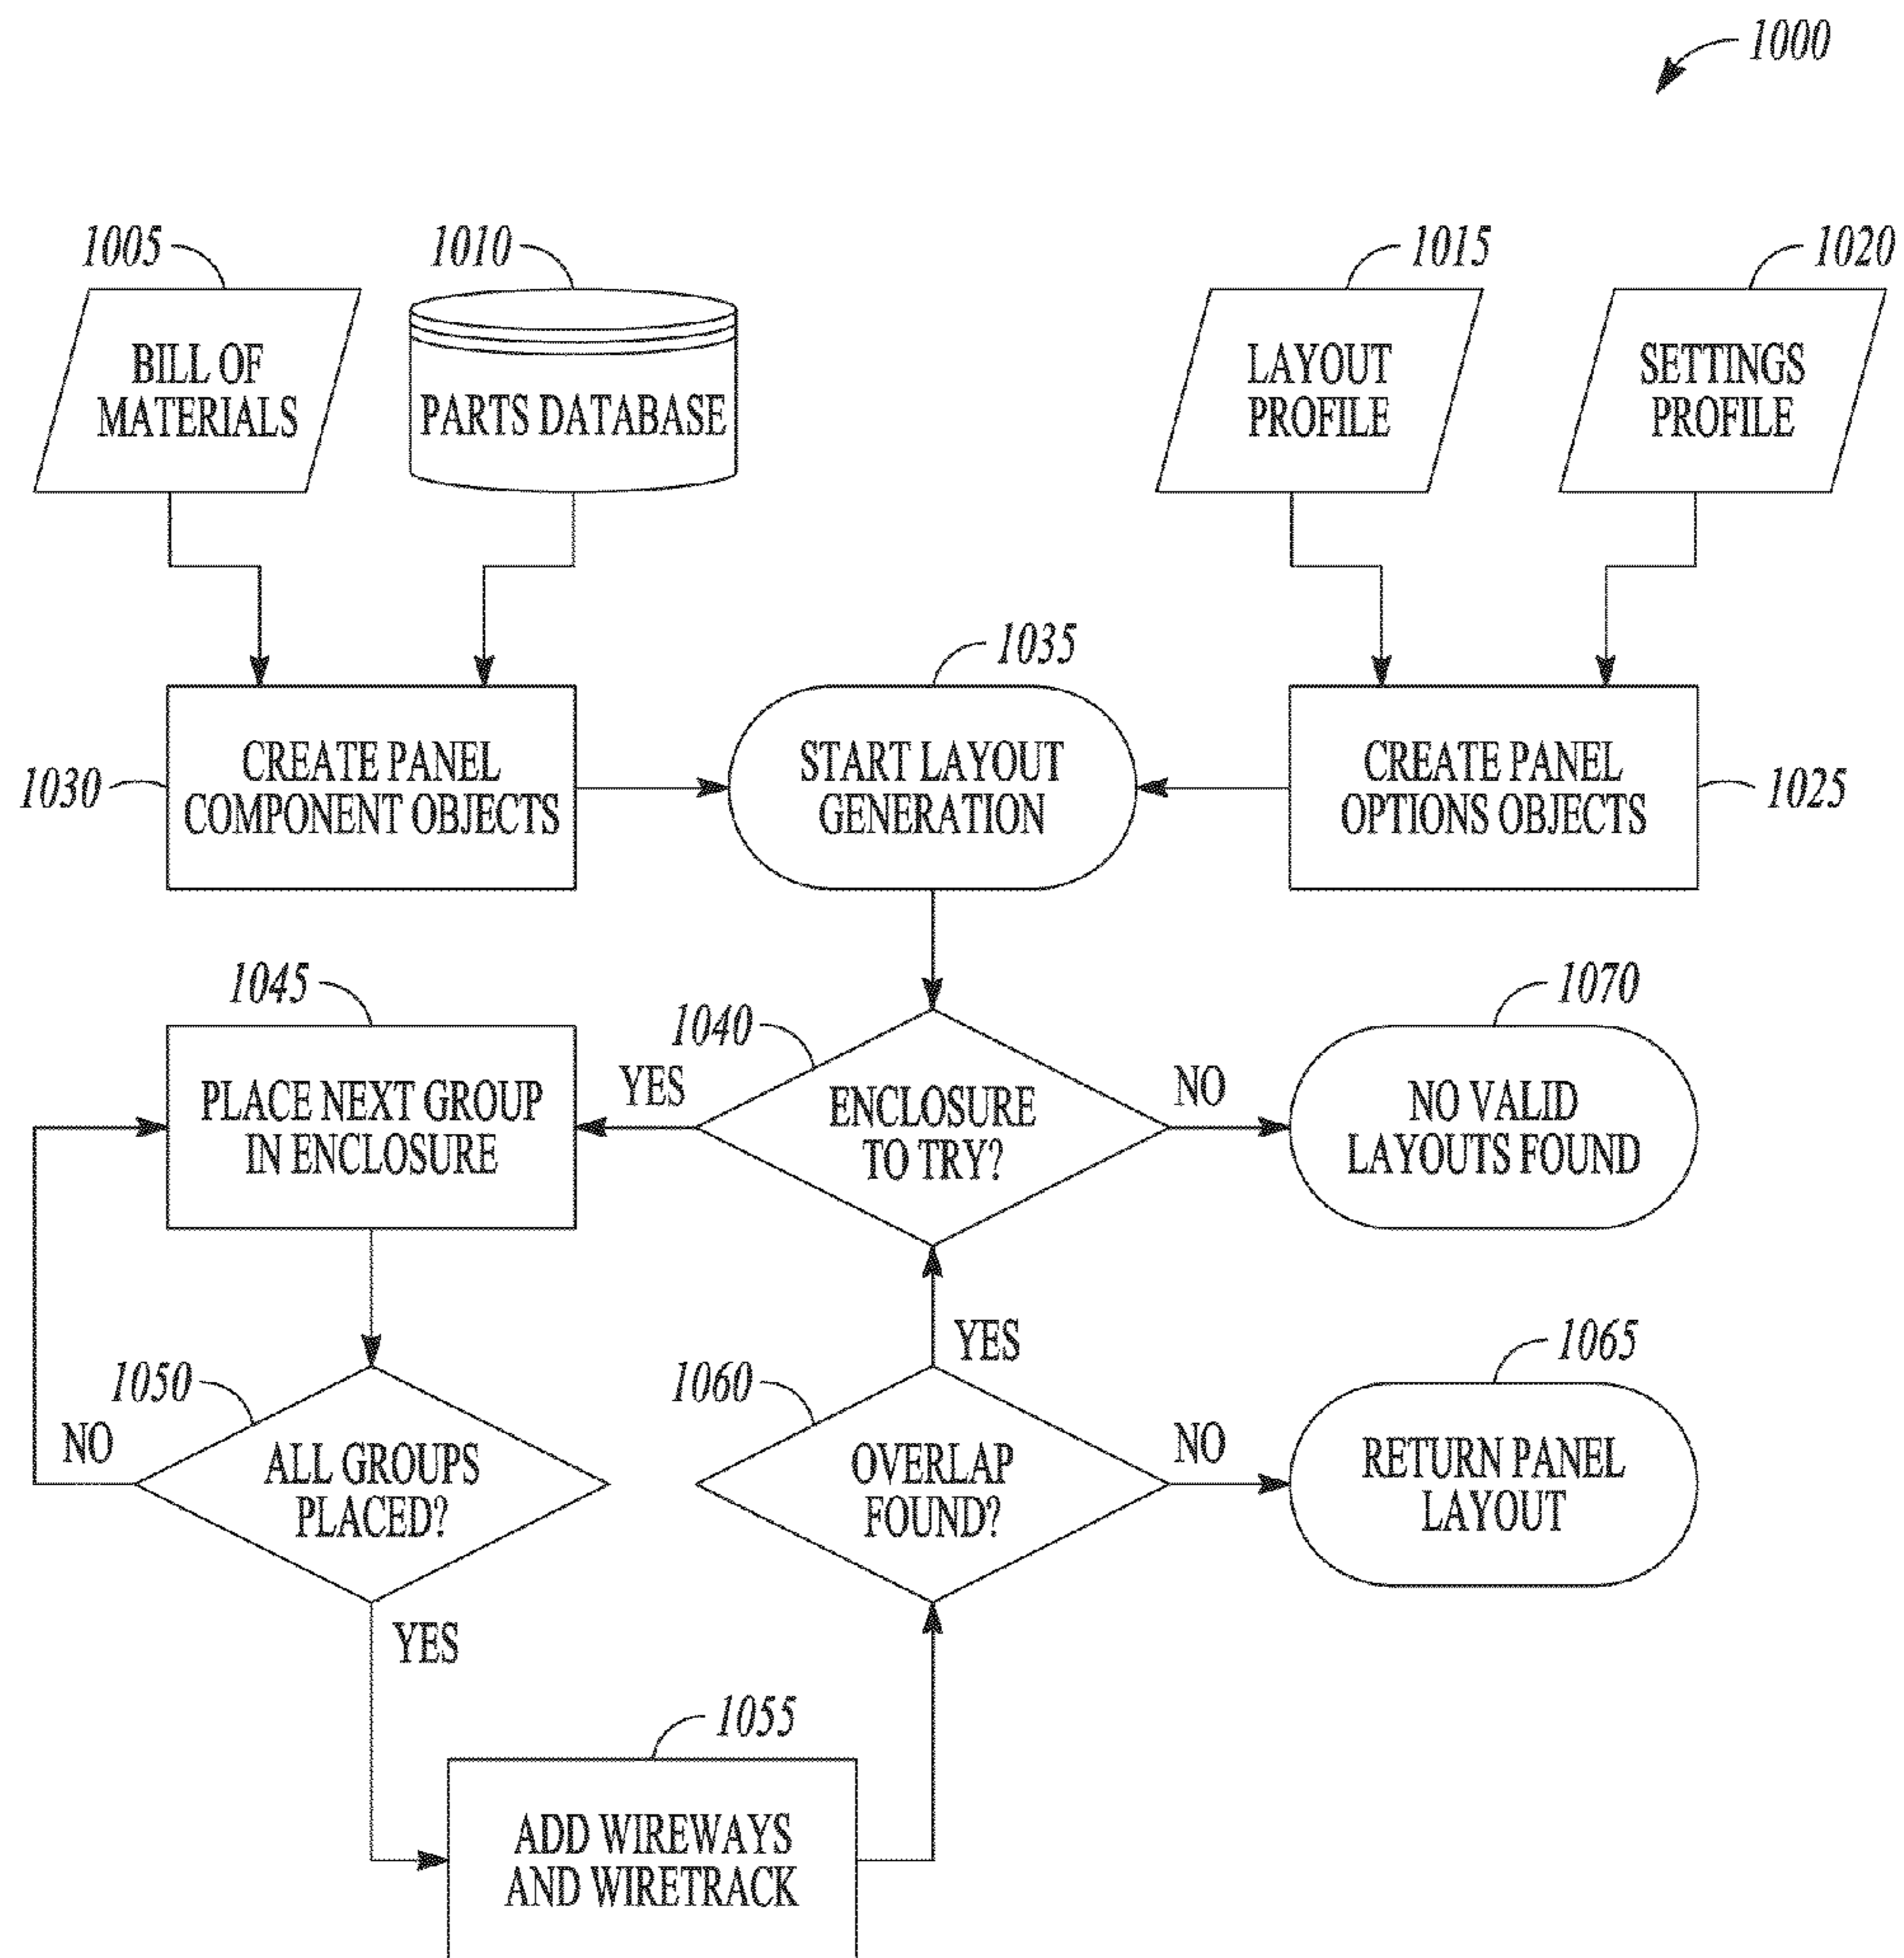 1000
1005
1010
1015
1020
BILL OF
MATERIALS
PARTS DATABASE
LAYOUT
PROFILE
SETTINGS
PROFILE
1035
1030
CREATE PANEL
COMPONENT OBJECTS
START LAYOUT
GENERATION
CREATE PANEL
OPTIONS OBJECTS
1025
1045
1040
1070
PLACE NEXT GROUP
IN ENCLOSURE
YES
ENCLOSURE
TO TRY?
NO
NO VALID
LAYOUTS FOUND
YES
1050
1060
1065
NO
ALL GROUPS
PLACED?
OVERLAP
FOUND?
NO
RETURN PANEL
LAYOUT
YES
1055
ADD WIREWAYS
AND WIRETRACK